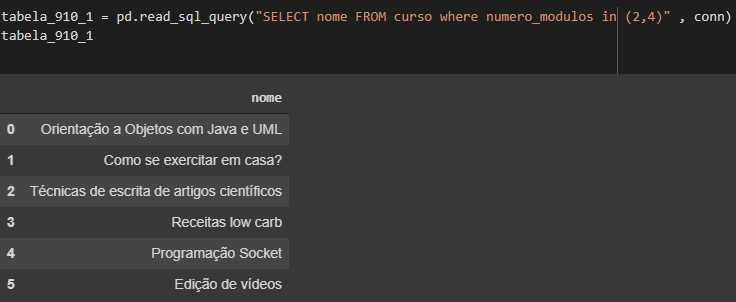 tabela_910_1 = pd.read_sql_query("SELECT nome FROM curso where numero_modulos in (2,4)" , conn)
tabela_910_1
nome
0 Orientação a Objetos com Java e UML
1 Como se exercitar em casa?
2 Técnicas de escrita de artigos científicos
3 Receitas low carb
4 Programação Socket
5 Edição de vídeos